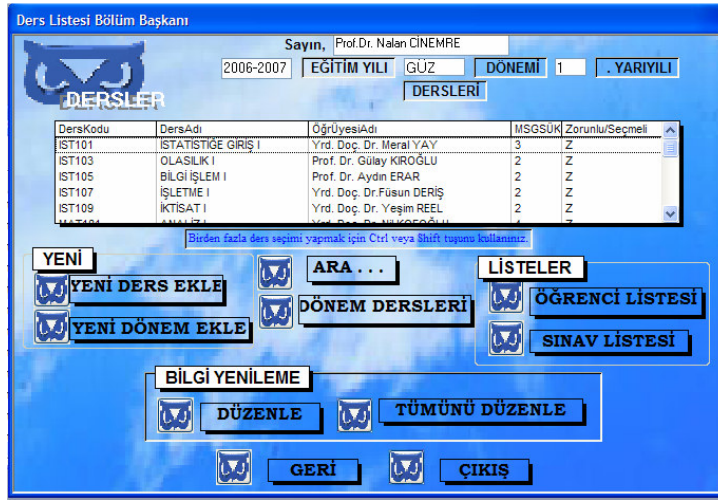 Ders Listesi Bölüm Başkanı
Sayın, Prof.Dr. Nalan CİNEMRE
2006-2007 EĞİTİM YILI GÜZ DÖNEMİ 1 . YARIYILI
DERSLER
DERSLERİ
DersKodu DersAdı ÖğrÜyesiAdı MSGSÜK Zorunlu/Seçmeli
IST101 İSTATİSTİĞE GİRİŞ I Yrd. Doç. Dr. Meral YAY 3 Z
IST103 OLASILIK I Prof. Dr. Gülay KIROĞLU 2 Z
IST105 BİLGİ İŞLEM I Prof. Dr. Aydın ERAR 2 Z
IST107 İŞLETME I Yrd. Doç. Dr.Füsun DERİŞ 2 Z
IST109 İKTİSAT I Yrd. Doç. Dr. Yeşim REEL 2 Z
Birden fazla ders seçimi yapmak için Ctrl veya Shift tuşunu kullanınız.
YENİ
YENİ DERS EKLE
YENİ DÖNEM EKLE
ARA . . .
DÖNEM DERSLERİ
LİSTELER
ÖĞRENCİ LİSTESİ
SINAV LİSTESİ
BİLGİ YENİLEME
DÜZENLE TÜMÜNÜ DÜZENLE
GERİ ÇIKIŞ